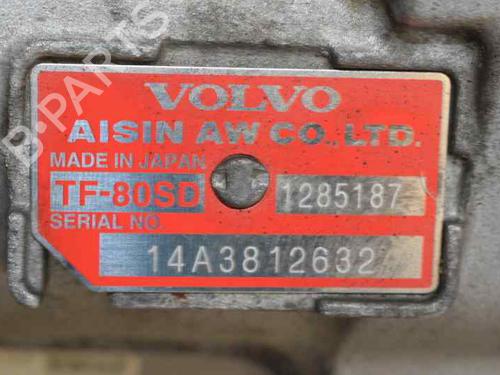 VOLVO
AISIN AW CO., LTD.
MADE IN JAPAN
TF-80SD 1285187
SERIAL NO.
14A3812632
B-PARTS